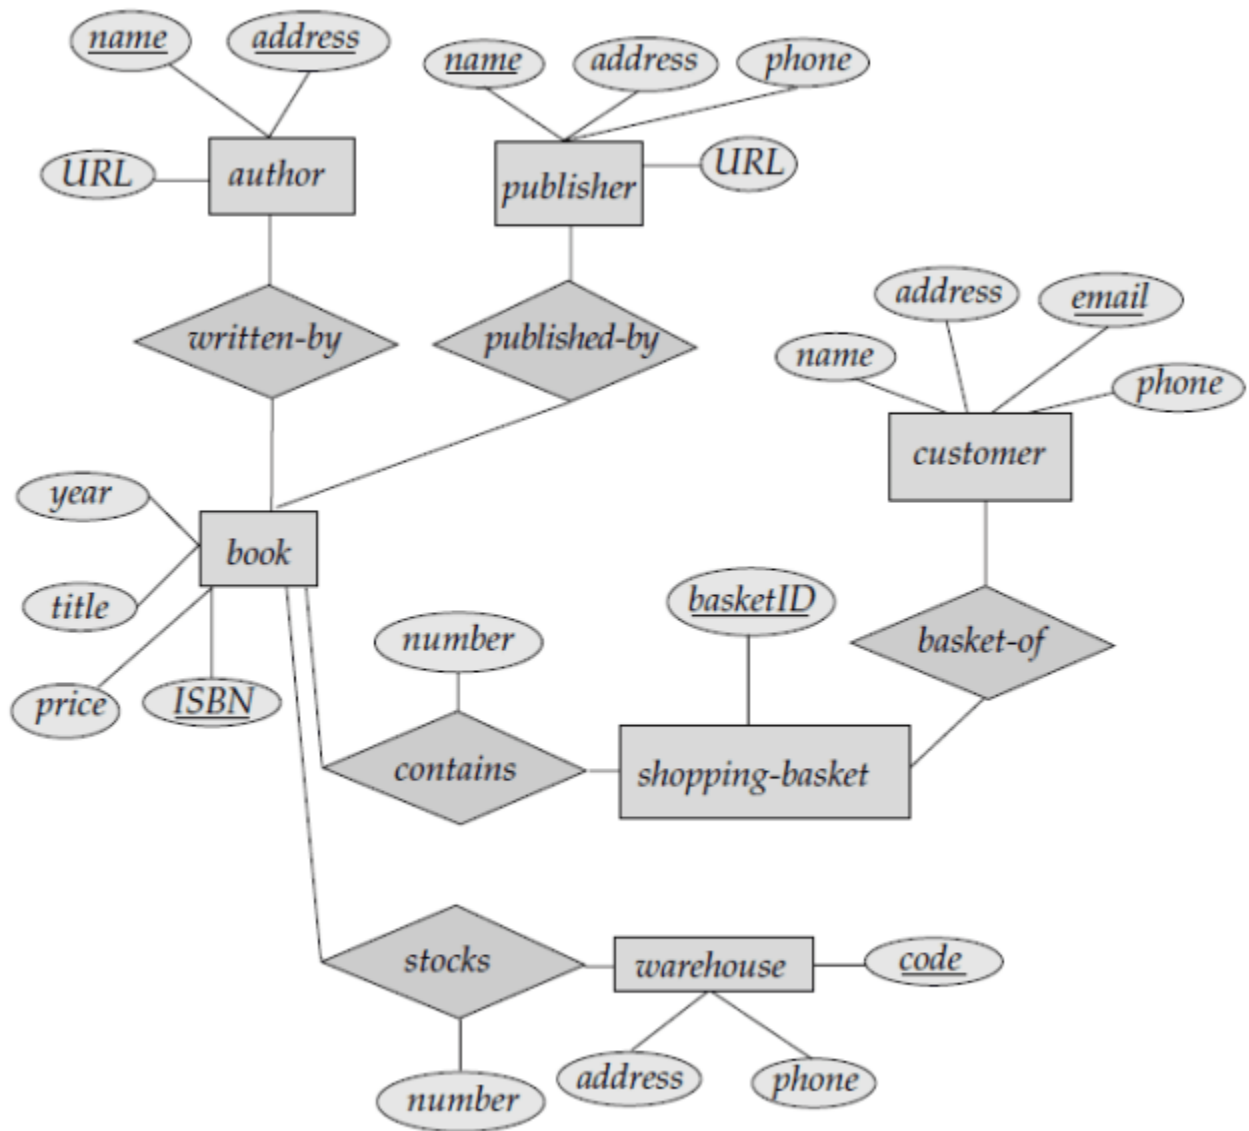 name
address
name
address
phone
URL
author
publisher
URL
written-by
published-by
address
email
name
phone
customer
year
book
title
price
ISBN
number
basketID
basket-of
contains
shopping-basket
stocks
warehouse
code
number
address
phone